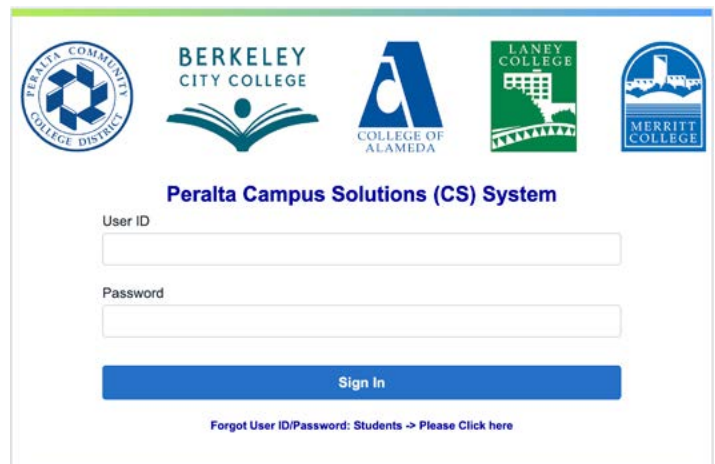 PERALTA COMMUNITY
COLLEGE DISTRICT
BERKELEY
CITY COLLEGE
COLLEGE OF
ALAMEDA
LANEY
COLLEGE
MERRITT
COLLEGE
Peralta Campus Solutions (CS) System
User ID
Password
Sign In
Forgot User ID/Password: Students -> Please Click here